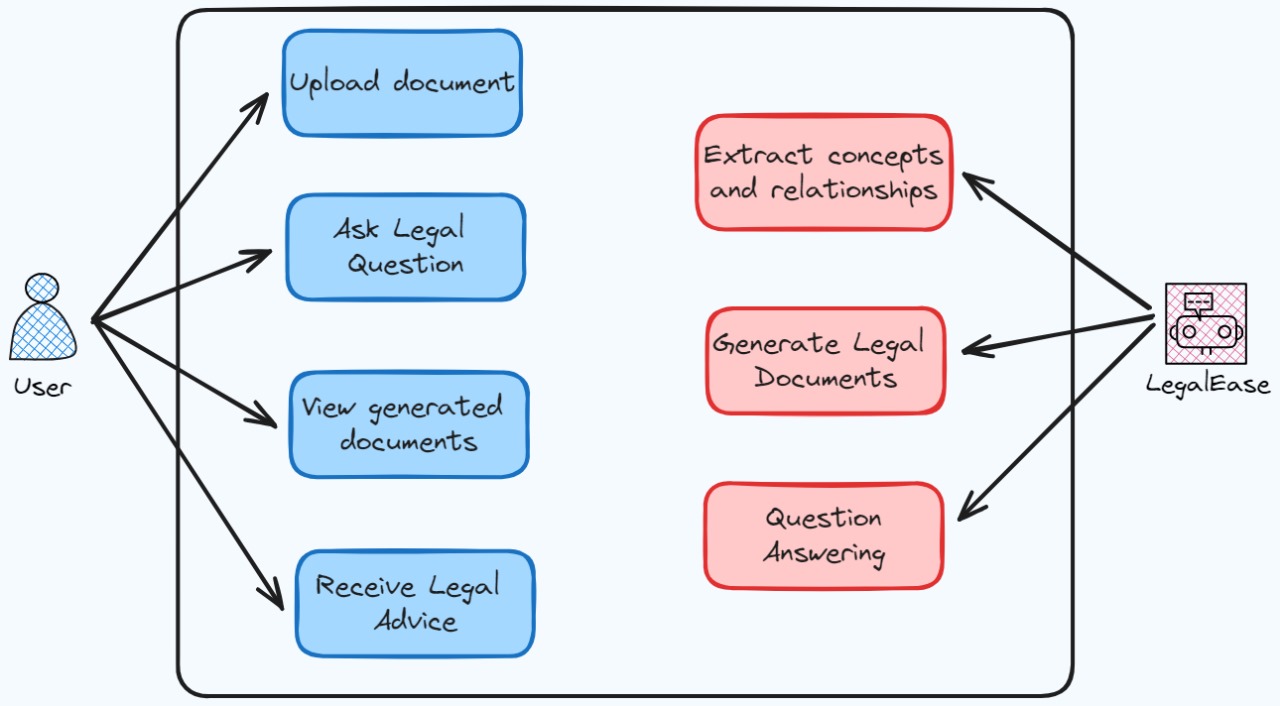 Upload document
Ask Legal
Question
View generated
documents
Receive Legal
Advice
User
Extract concepts
and relationships
Generate Legal
Documents
Question
Answering
LegalEase